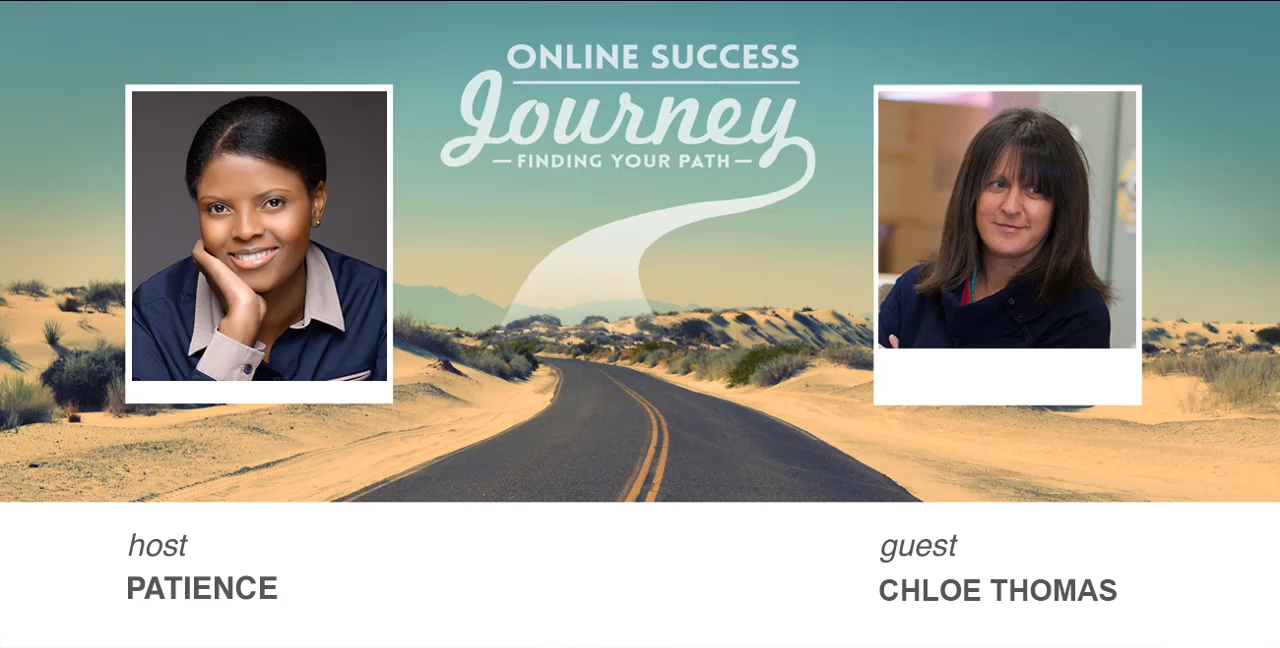 ONLINE SUCCESS
Journey
FINDING YOUR PATH
host
PATIENCE
guest
CHLOE THOMAS